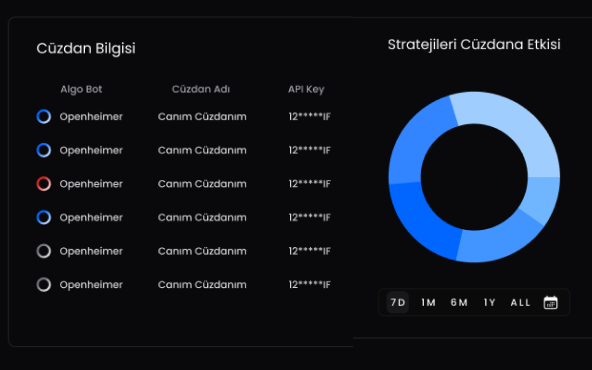 Cüzdan Bilgisi
Algo Bot Cüzdan Adı API Key
Openheimer Canım Cüzdanım 12*****IF
Openheimer Canım Cüzdanım 12*****IF
Openheimer Canım Cüzdanım 12*****IF
Openheimer Canım Cüzdanım 12*****IF
Openheimer Canım Cüzdanım 12*****IF
Openheimer Canım Cüzdanım 12*****IF
Stratejileri Cüzdana Etkisi
7D 1M 6M 1Y ALL